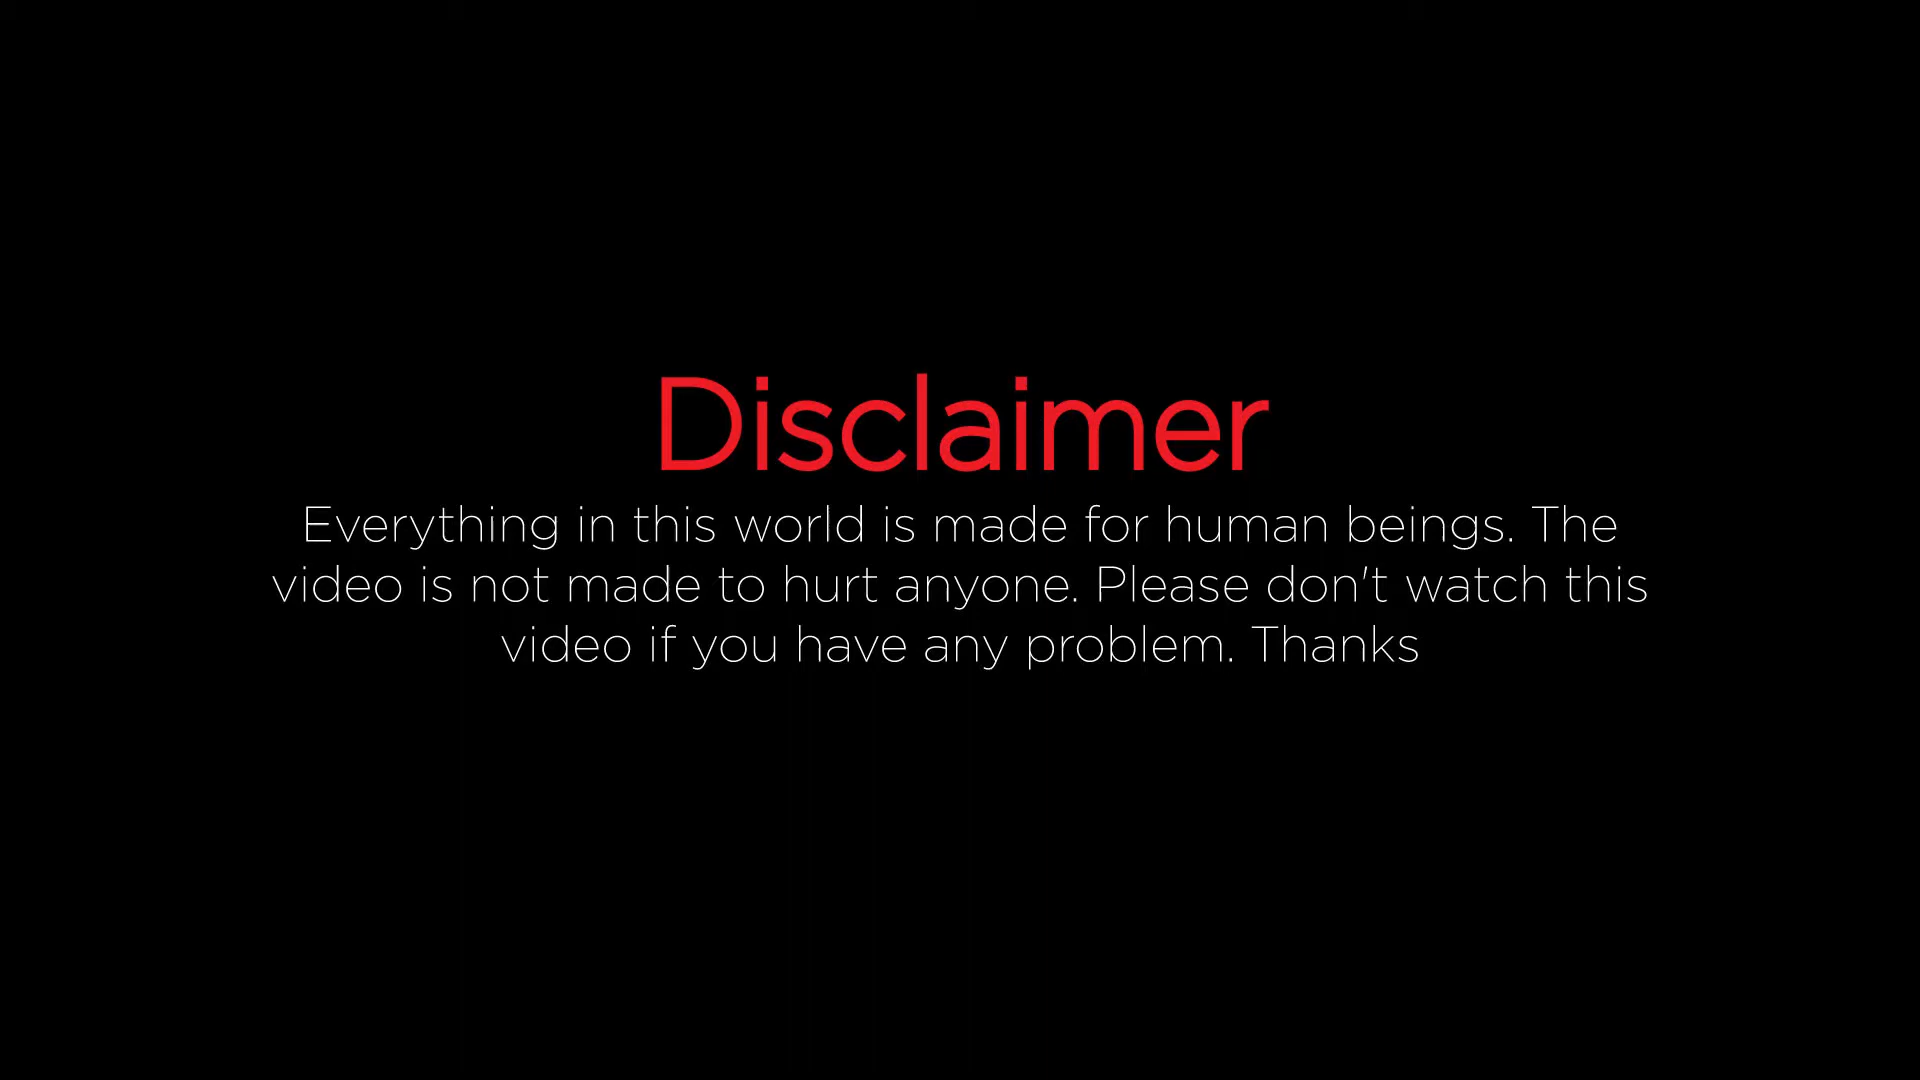 Disclaimer
Everything in this world is made for human beings. The
video is not made to hurt anyone. Please don't watch this
video if you have any problem. Thanks